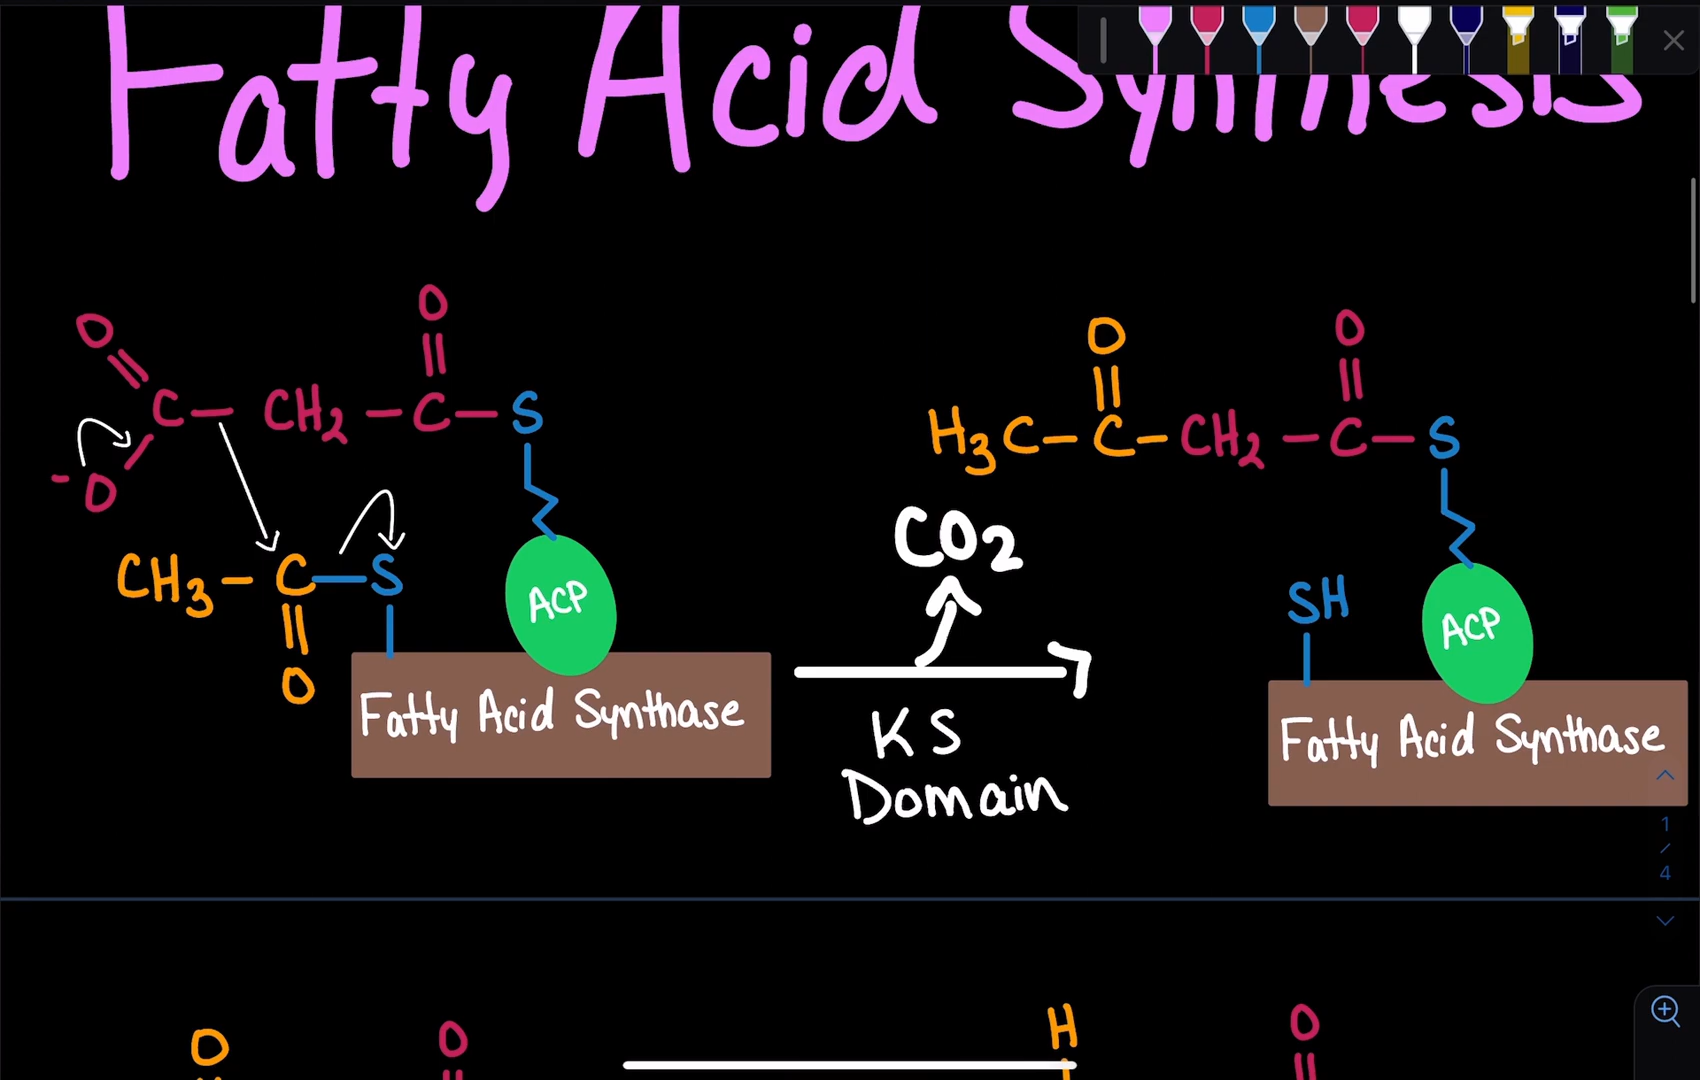 Fatty Acid Synthesis
O O
C — CH2 — C — S
-O
CH3 — C — S
O
ACP
Fatty Acid Synthase
CO2
KS
Domain
O O
H3C — C — CH2 — C — S
SH
ACP
Fatty Acid Synthase
1
/
4
O O H O